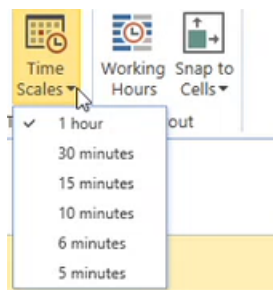 Time Working Snap to
Scales Hours Cells
1 hour out
30 minutes
15 minutes
10 minutes
6 minutes
5 minutes